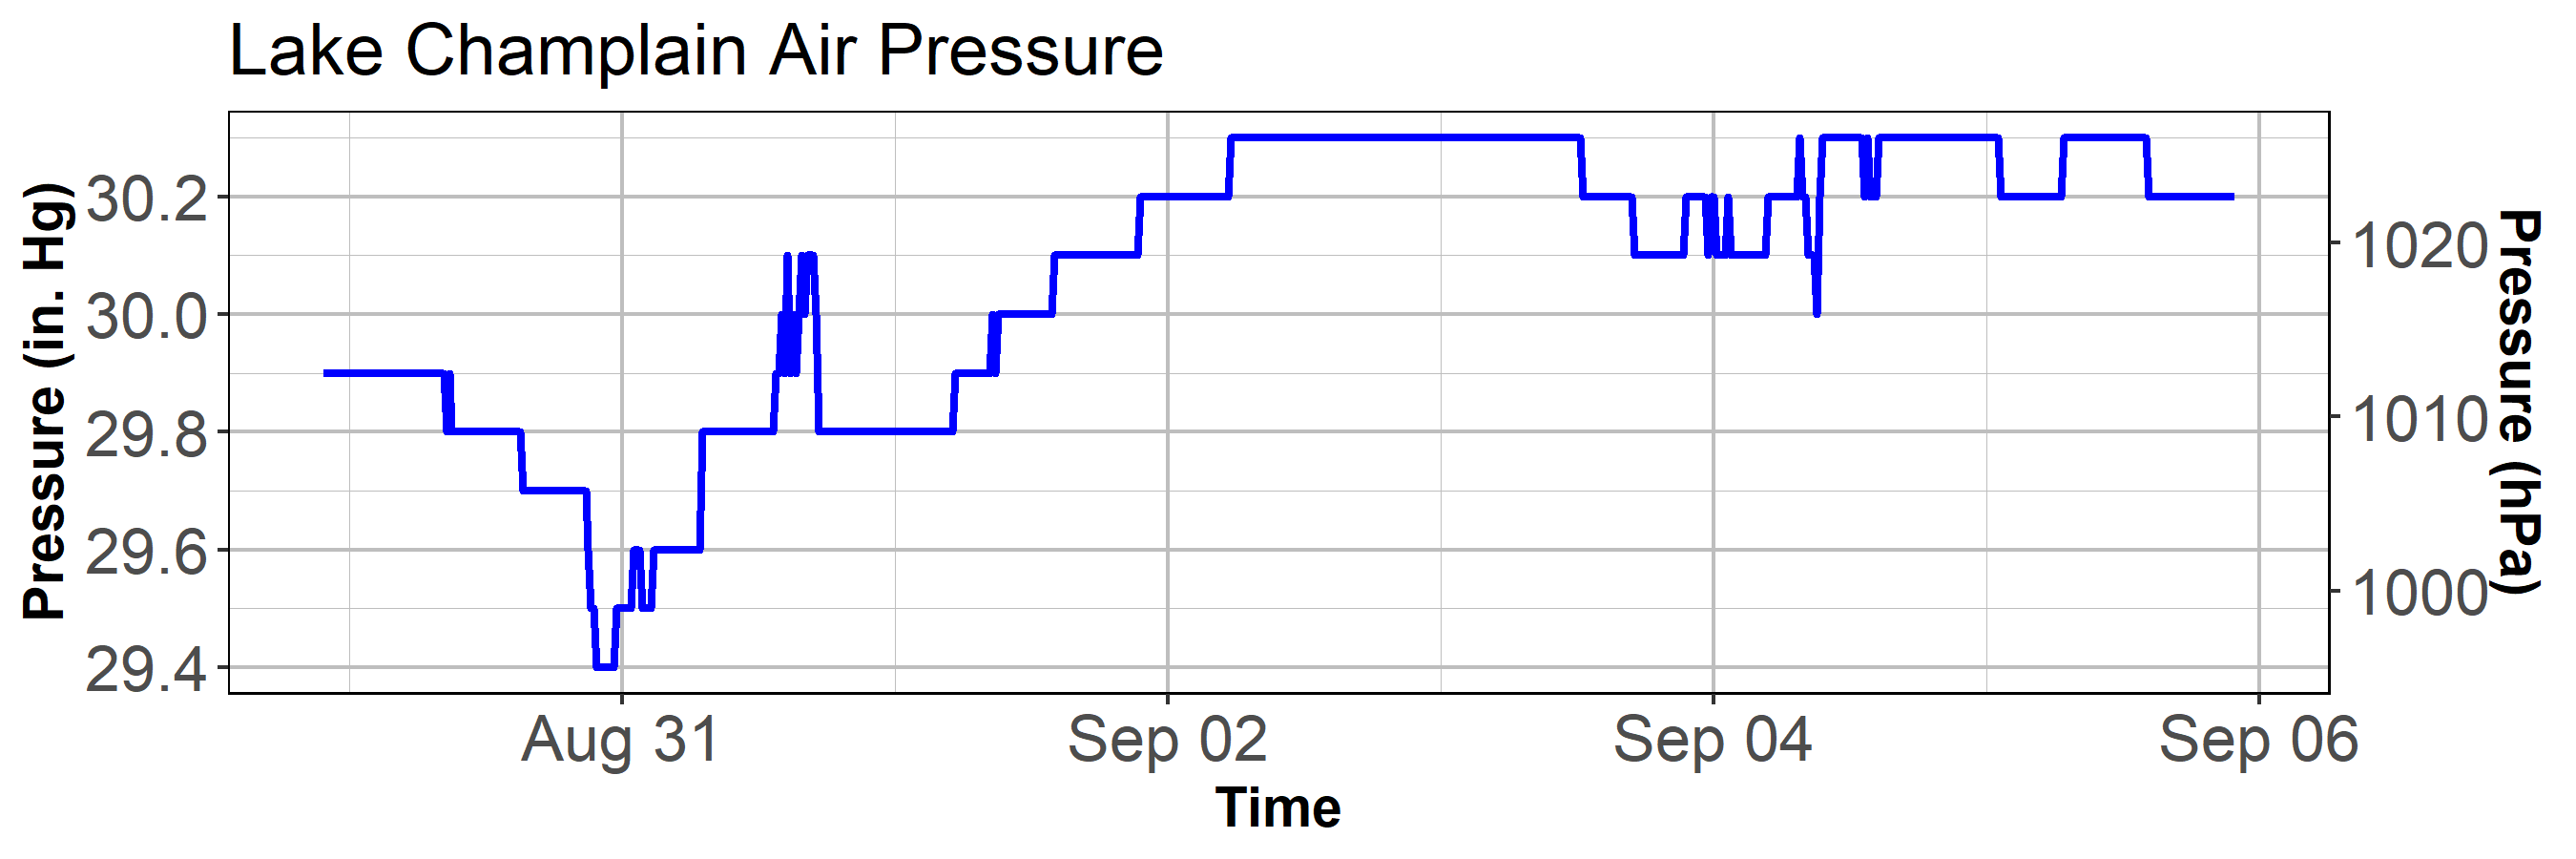 Lake Champlain Air Pressure
Pressure (in. Hg)
30.2
30.0
29.8
29.6
29.4
1020
1010
1000
Pressure (hPa)
Aug 31
Sep 02
Sep 04
Sep 06
Time